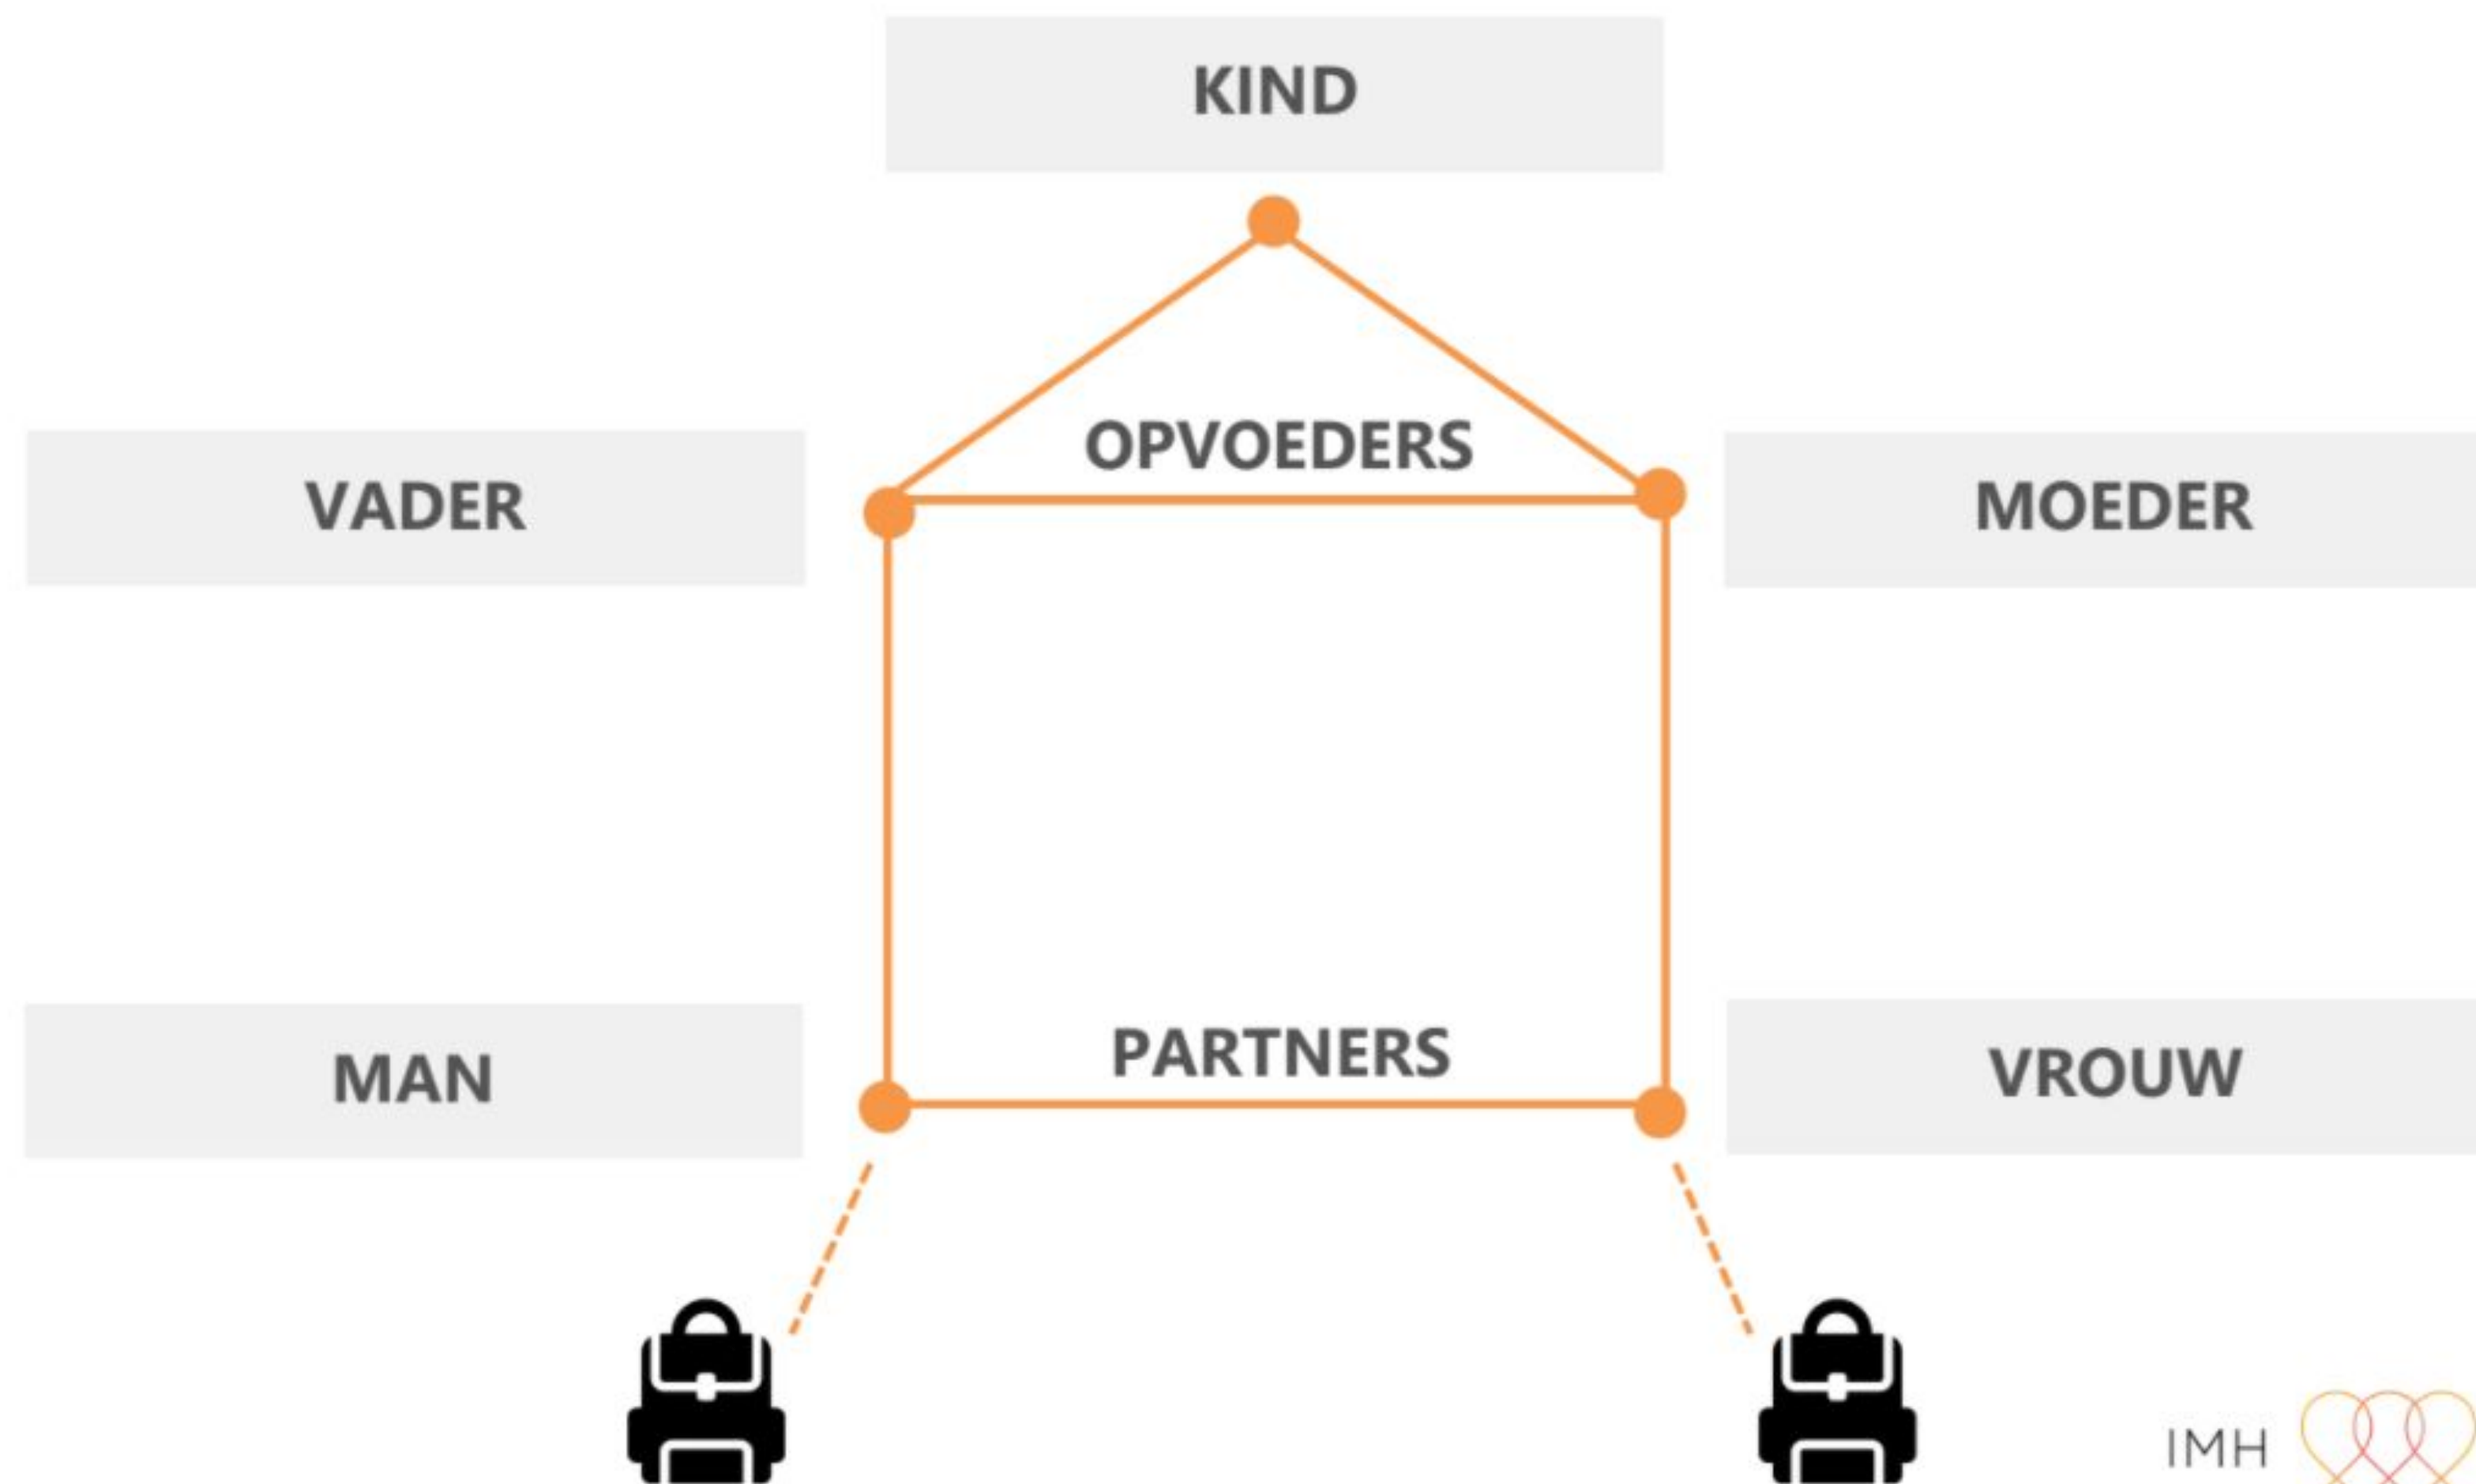 KIND
OPVOEDERS
VADER
MOEDER
PARTNERS
MAN
VROUW
IMH